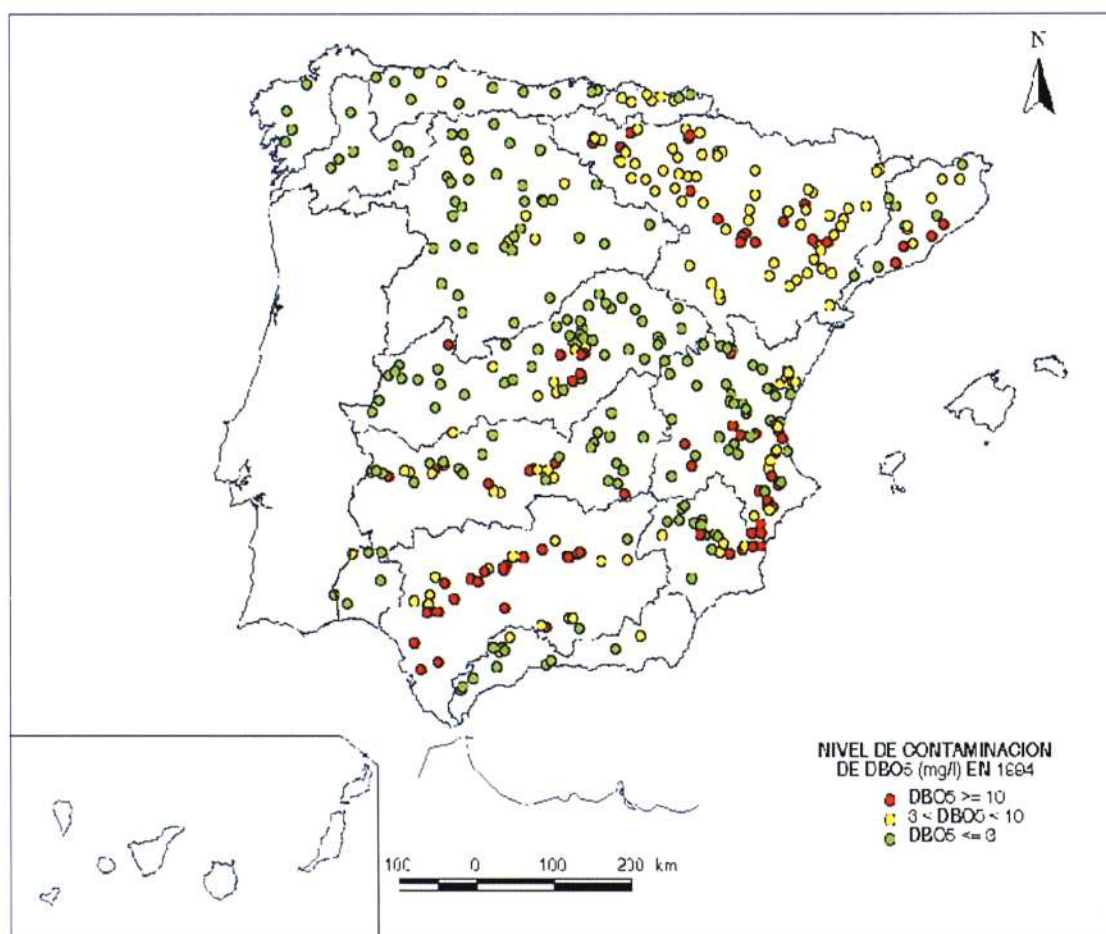 N
NIVEL DE CONTAMINACION
DE DBO5 (mg/l) EN 1994
DBO5 >= 10
3 < DBO5 < 10
DBO5 <= 3
100 0 100 200 km